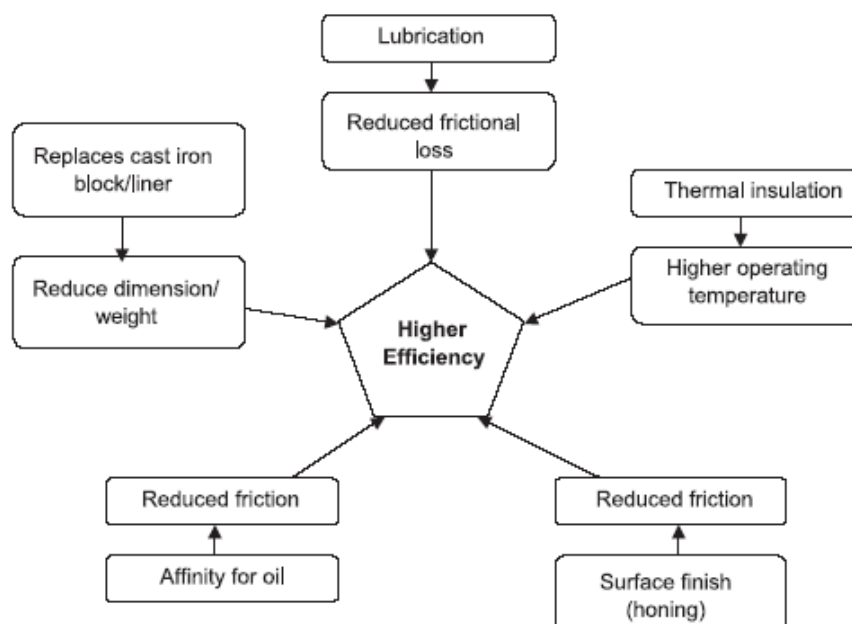 Lubrication
Reduced frictional
loss
Replaces cast iron
block/liner
Thermal insulation
Reduce dimension/
weight
Higher operating
temperature
Higher
Efficiency
Reduced friction
Affinity for oil
Reduced friction
Surface finish
(honing)